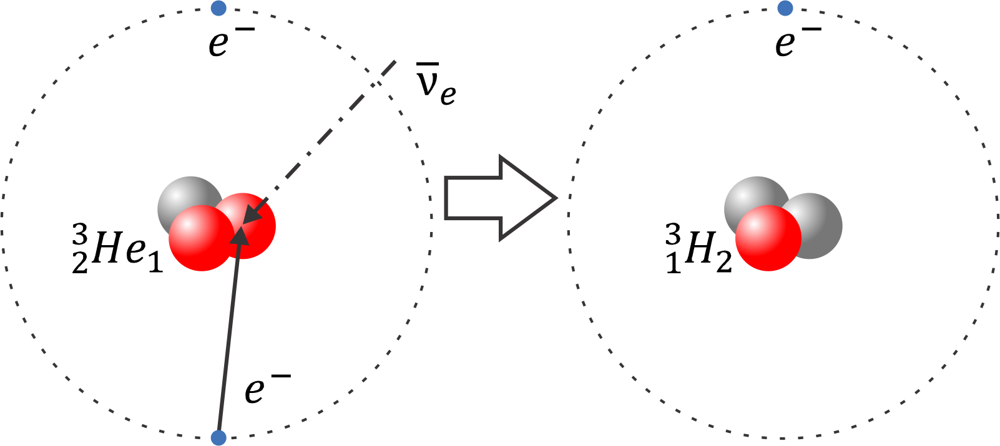 e⁻
ν̅ₑ
³₂He₁
e⁻
e⁻
³₁H₂